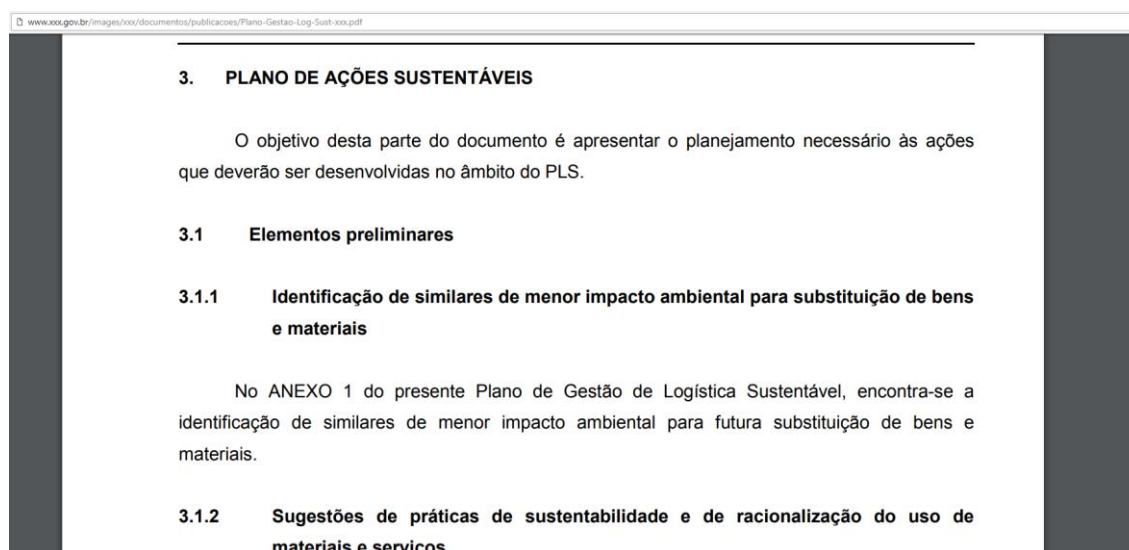 www.xxx.gov.br/images/xxx/documentos/publicacoes/Plano-Gestao-Log-Sust-xxx.pdf
3. PLANO DE AÇÕES SUSTENTÁVEIS
O objetivo desta parte do documento é apresentar o planejamento necessário às ações
que deverão ser desenvolvidas no âmbito do PLS.
3.1 Elementos preliminares
3.1.1 Identificação de similares de menor impacto ambiental para substituição de bens
e materiais
No ANEXO 1 do presente Plano de Gestão de Logística Sustentável, encontra-se a
identificação de similares de menor impacto ambiental para futura substituição de bens e
materiais.
3.1.2 Sugestões de práticas de sustentabilidade e de racionalização do uso de
materiais e serviços